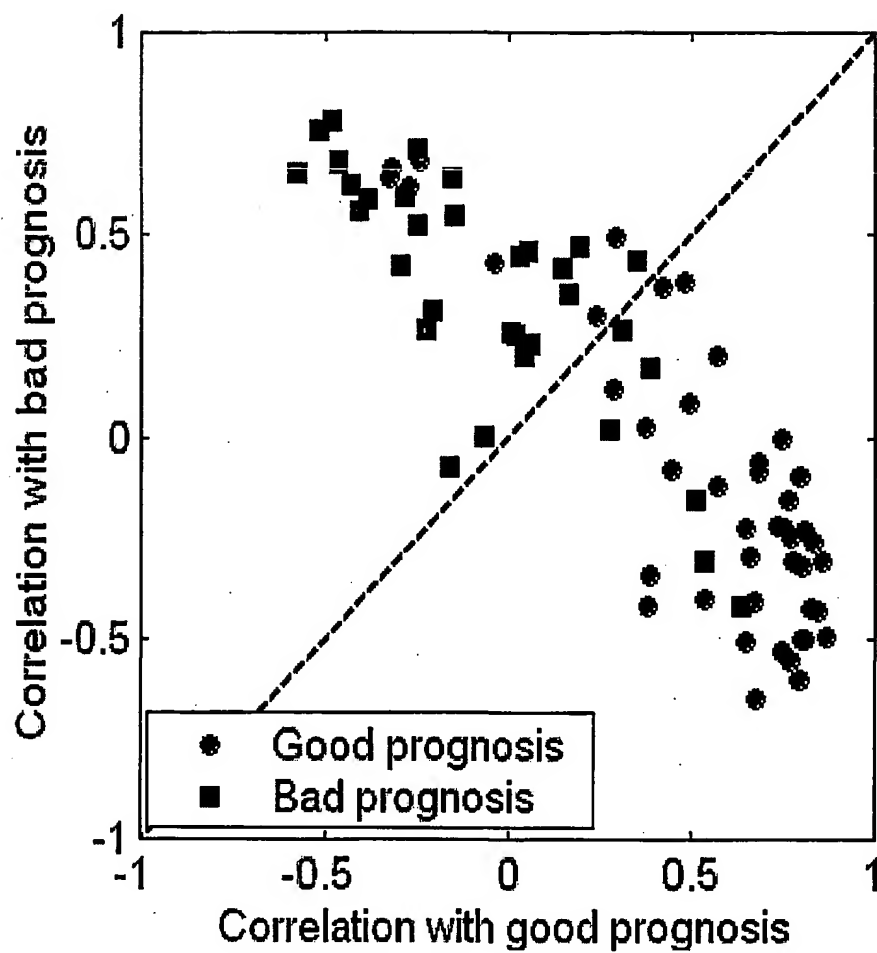 1
0.5
0
-0.5
-1
Correlation with bad prognosis
Good prognosis
Bad prognosis
-1
-0.5
0
0.5
1
Correlation with good prognosis